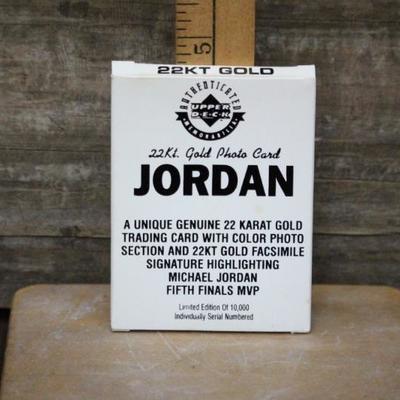 5
22KT GOLD
AUTHENTICATED
UPPER
DECK
MEMORABILIA
22Kt. Gold Photo Card
JORDAN
A UNIQUE GENUINE 22 KARAT GOLD
TRADING CARD WITH COLOR PHOTO
SECTION AND 22KT GOLD FACSIMILE
SIGNATURE HIGHLIGHTING
MICHAEL JORDAN
FIFTH FINALS MVP
Limited Edition Of 10,000
Individually Serial Numbered